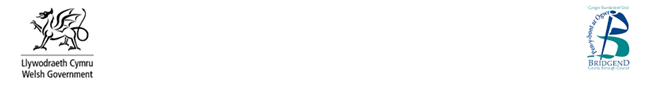 Llywodraeth Cymru
Welsh Government
Pen-y-bont ar Ogwr
BRIDGEND
County Borough Council